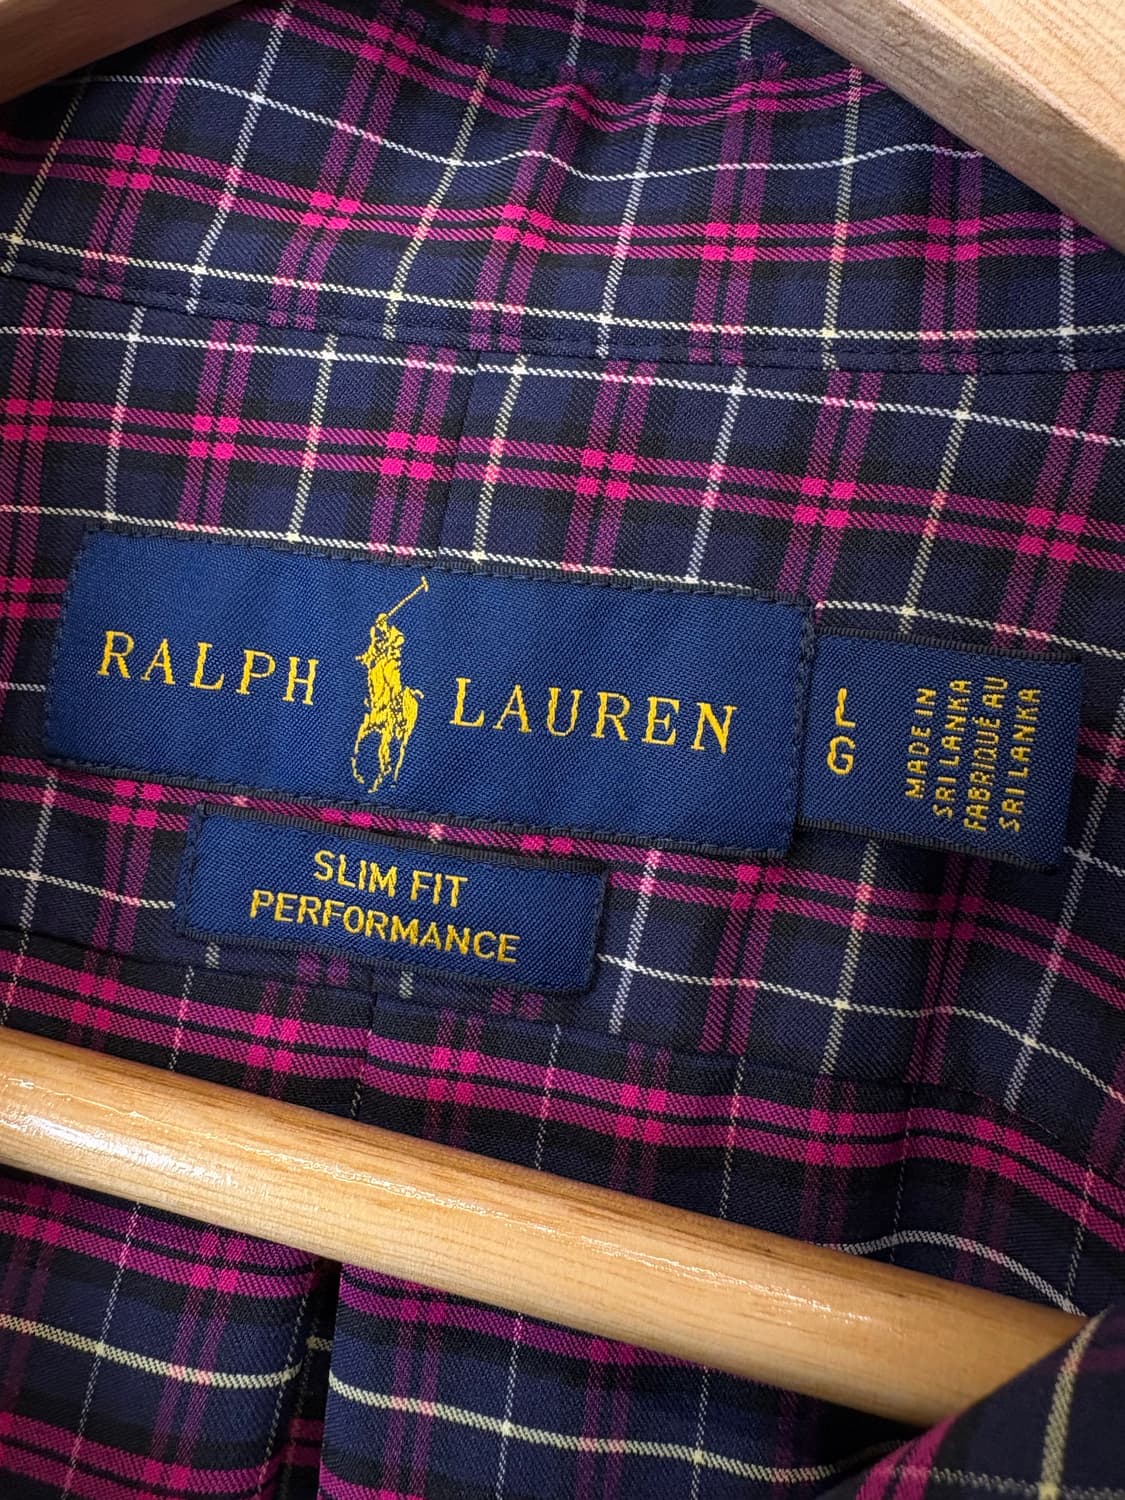 RALPH LAUREN
L
G
MADE IN
SRI LANKA
FABRIQUÉ AU
SRI LANKA
SLIM FIT
PERFORMANCE